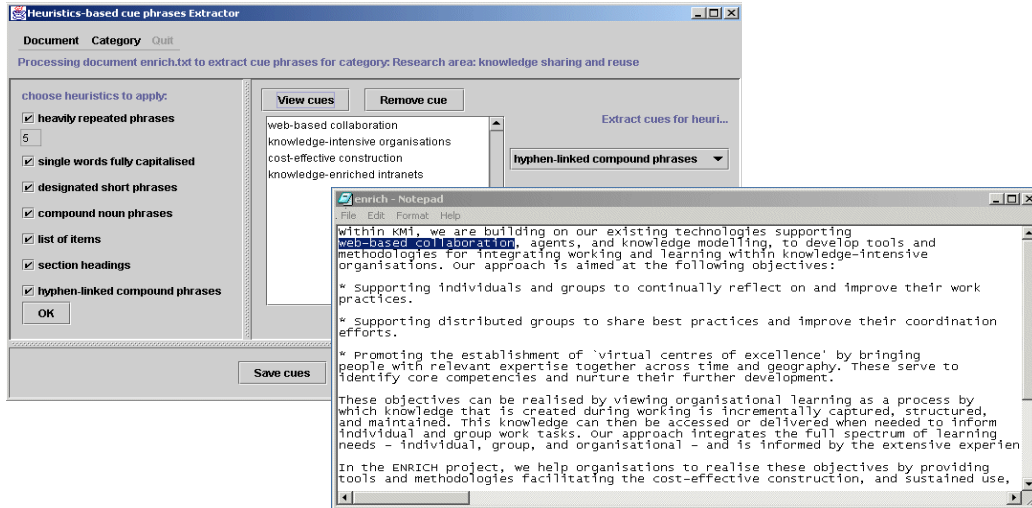 Heuristics-based cue phrases Extractor
Document Category Quit
Processing document enrich.txt to extract cue phrases for category: Research area: knowledge sharing and reuse
choose heuristics to apply:
heavily repeated phrases
5
single words fully capitalised
designated short phrases
compound noun phrases
list of items
section headings
hyphen-linked compound phrases
OK
View cues Remove cue
web-based collaboration
knowledge-intensive organisations
cost-effective construction
knowledge-enriched intranets
Extract cues for heuri...
hyphen-linked compound phrases
Save cues
enrich - Notepad
File Edit Format Help
Within KMi, we are building on our existing technologies supporting
web-based collaboration, agents, and knowledge modelling, to develop tools and
methodologies for integrating working and learning within knowledge-intensive
organisations. Our approach is aimed at the following objectives:
* Supporting individuals and groups to continually reflect on and improve their work
practices.
* Supporting distributed groups to share best practices and improve their coordination
efforts.
* Promoting the establishment of `virtual centres of excellence' by bringing
people with relevant expertise together across time and geography. These serve to
identify core competencies and nurture their further development.
These objectives can be realised by viewing organisational learning as a process by
which knowledge that is created during working is incrementally captured, structured,
and maintained. This knowledge can then be accessed or delivered when needed to inform
individual and group work tasks. Our approach integrates the full spectrum of learning
needs - individual, group, and organisational - and is informed by the extensive experien
In the ENRICH project, we help organisations to realise these objectives by providing
tools and methodologies facilitating the cost-effective construction, and sustained use,